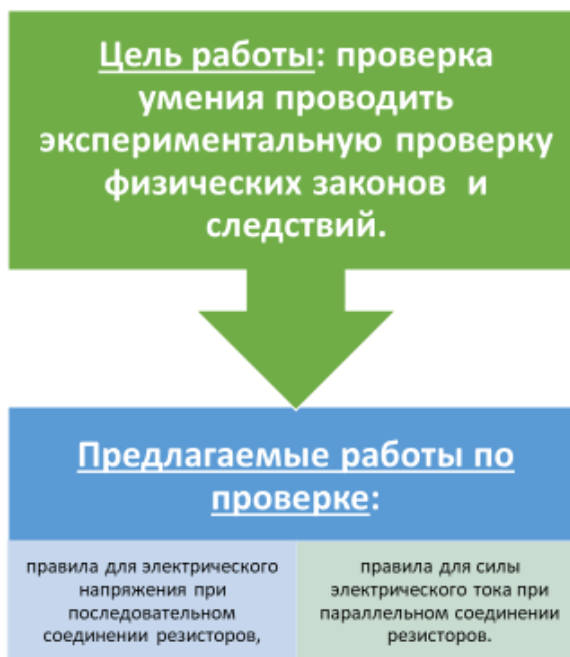 Цель работы: проверка
умения проводить
экспериментальную проверку
физических законов и
следствий.
Предлагаемые работы по
проверке:
правила для электрического
напряжения при
последовательном
соединении резисторов,
правила для силы
электрического тока при
параллельном соединении
резисторов.